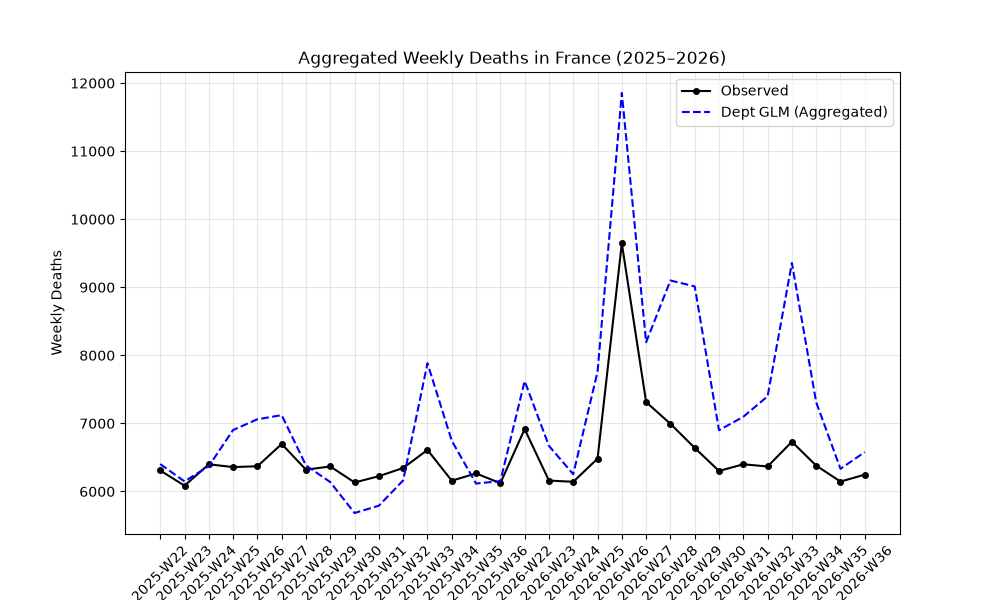 Aggregated Weekly Deaths in France (2025–2026)
Observed
Dept GLM (Aggregated)
Weekly Deaths
12000
11000
10000
9000
8000
7000
6000
2025-W22
2025-W23
2025-W24
2025-W25
2025-W26
2025-W27
2025-W28
2025-W29
2025-W30
2025-W31
2025-W32
2025-W33
2025-W34
2025-W35
2025-W36
2026-W22
2026-W23
2026-W24
2026-W25
2026-W26
2026-W27
2026-W28
2026-W29
2026-W30
2026-W31
2026-W32
2026-W33
2026-W34
2026-W35
2026-W36